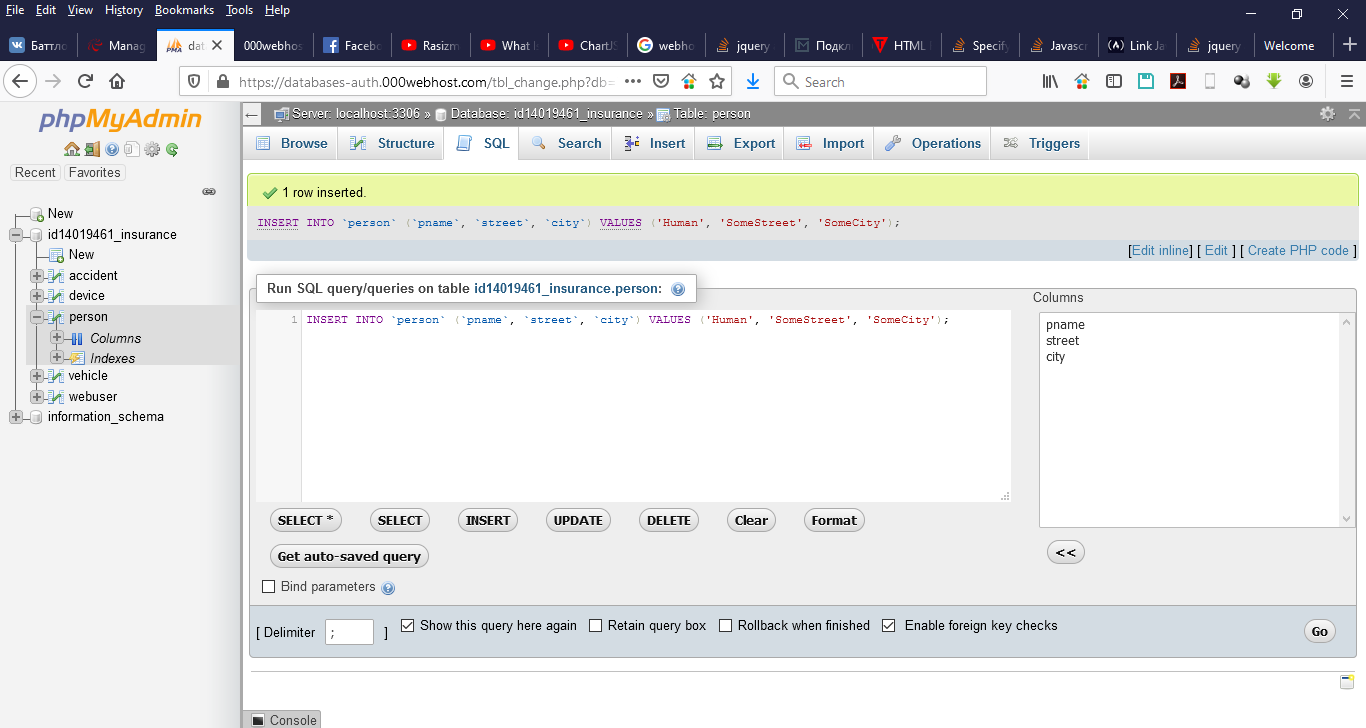 File Edit View History Bookmarks Tools Help
Баттло Manag dat 000webhos Facebo Rasizm What i ChartJS webho jquery Подкл HTML Specify Javascr Link Ja jquery Welcome
https://databases-auth.000webhost.com/tbl_change.php?db= Search
phpMyAdmin
Recent Favorites
New
id14019461_insurance
New
accident
device
person
Columns
Indexes
vehicle
webuser
information_schema
Server: localhost:3306 » Database: id14019461_insurance » Table: person
Browse Structure SQL Search Insert Export Import Operations Triggers
1 row inserted.
INSERT INTO `person` (`pname`, `street`, `city`) VALUES ('Human', 'SomeStreet', 'SomeCity');
[Edit inline] [ Edit ] [ Create PHP code ]
Run SQL query/queries on table id14019461_insurance.person:
1 INSERT INTO `person` (`pname`, `street`, `city`) VALUES ('Human', 'SomeStreet', 'SomeCity');
Columns
pname
street
city
SELECT * SELECT INSERT UPDATE DELETE Clear Format
Get auto-saved query
<<
Bind parameters
[ Delimiter ; ] Show this query here again Retain query box Rollback when finished Enable foreign key checks Go
Console